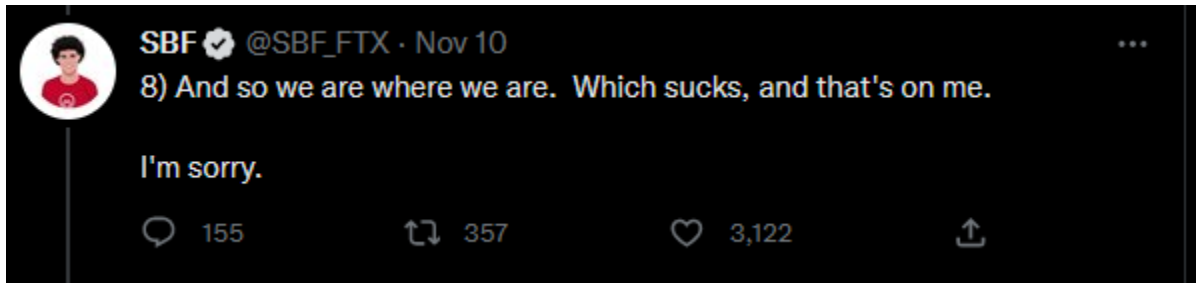 SBF @SBF_FTX · Nov 10
8) And so we are where we are.  Which sucks, and that's on me.
I'm sorry.
155 357 3,122